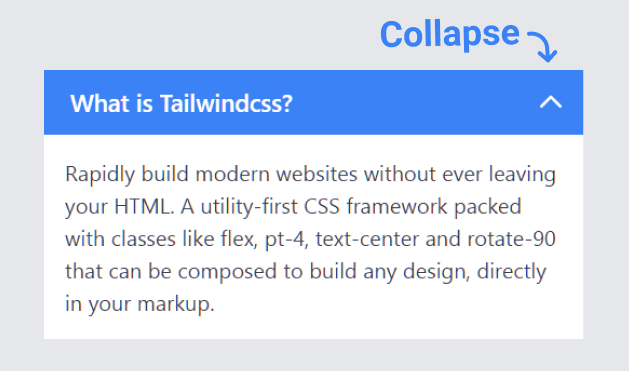 Collapse
What is Tailwindcss?
Rapidly build modern websites without ever leaving
your HTML. A utility-first CSS framework packed
with classes like flex, pt-4, text-center and rotate-90
that can be composed to build any design, directly
in your markup.